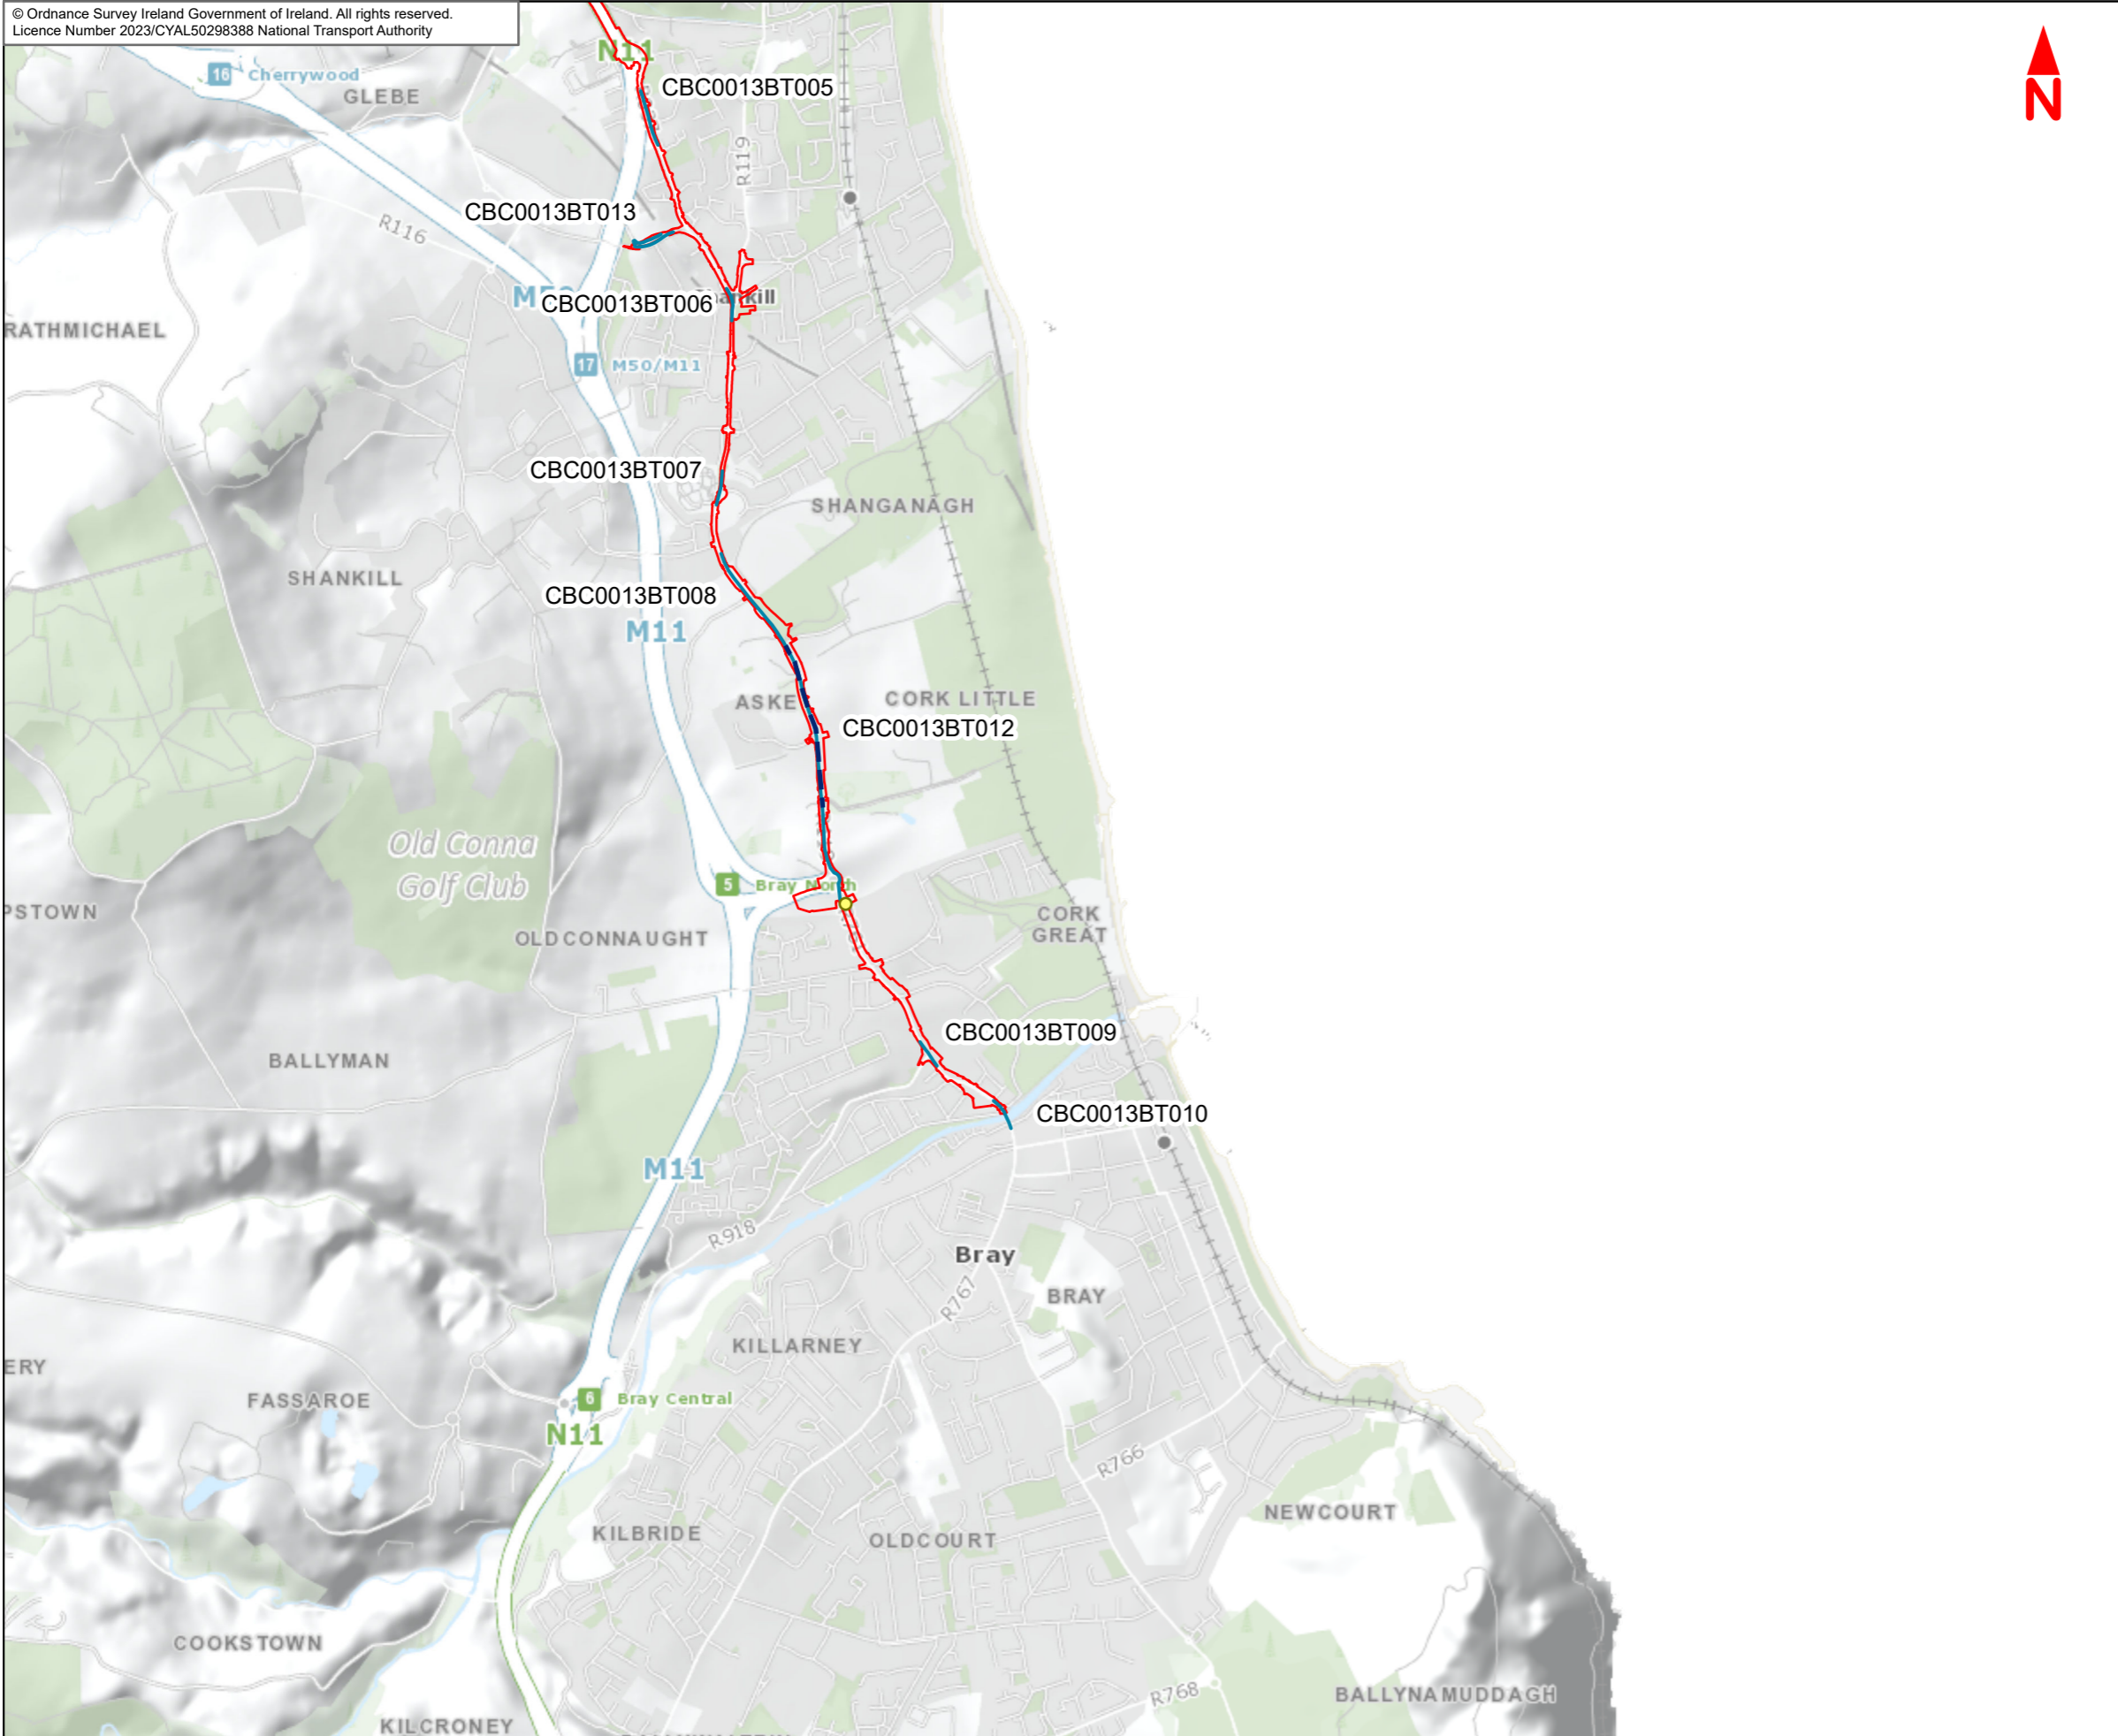 © Ordnance Survey Ireland Government of Ireland. All rights reserved.
Licence Number 2023/CYAL50298388 National Transport Authority
N11
N
16 Cherrywood
GLEBE
CBC0013BT005
R119
CBC0013BT013
R116
CBC0013BT006
RATHMICHAEL
17 M50/M11
CBC0013BT007
SHANGANAGH
SHANKILL
CBC0013BT008
M11
ASKE
CORK LITTLE
CBC0013BT012
Old Conna
Golf Club
5 Bray North
PSTOWN
CORK
GREAT
OLDCONNAUGHT
CBC0013BT009
BALLYMAN
CBC0013BT010
M11
R918
Bray
R767
BRAY
KILLARNEY
ERY
FASSAROE
6 Bray Central
N11
R766
NEWCOURT
KILBRIDE
OLDCOURT
COOKSTOWN
R768
BALLYNAMUDDAGH
KILCRONEY